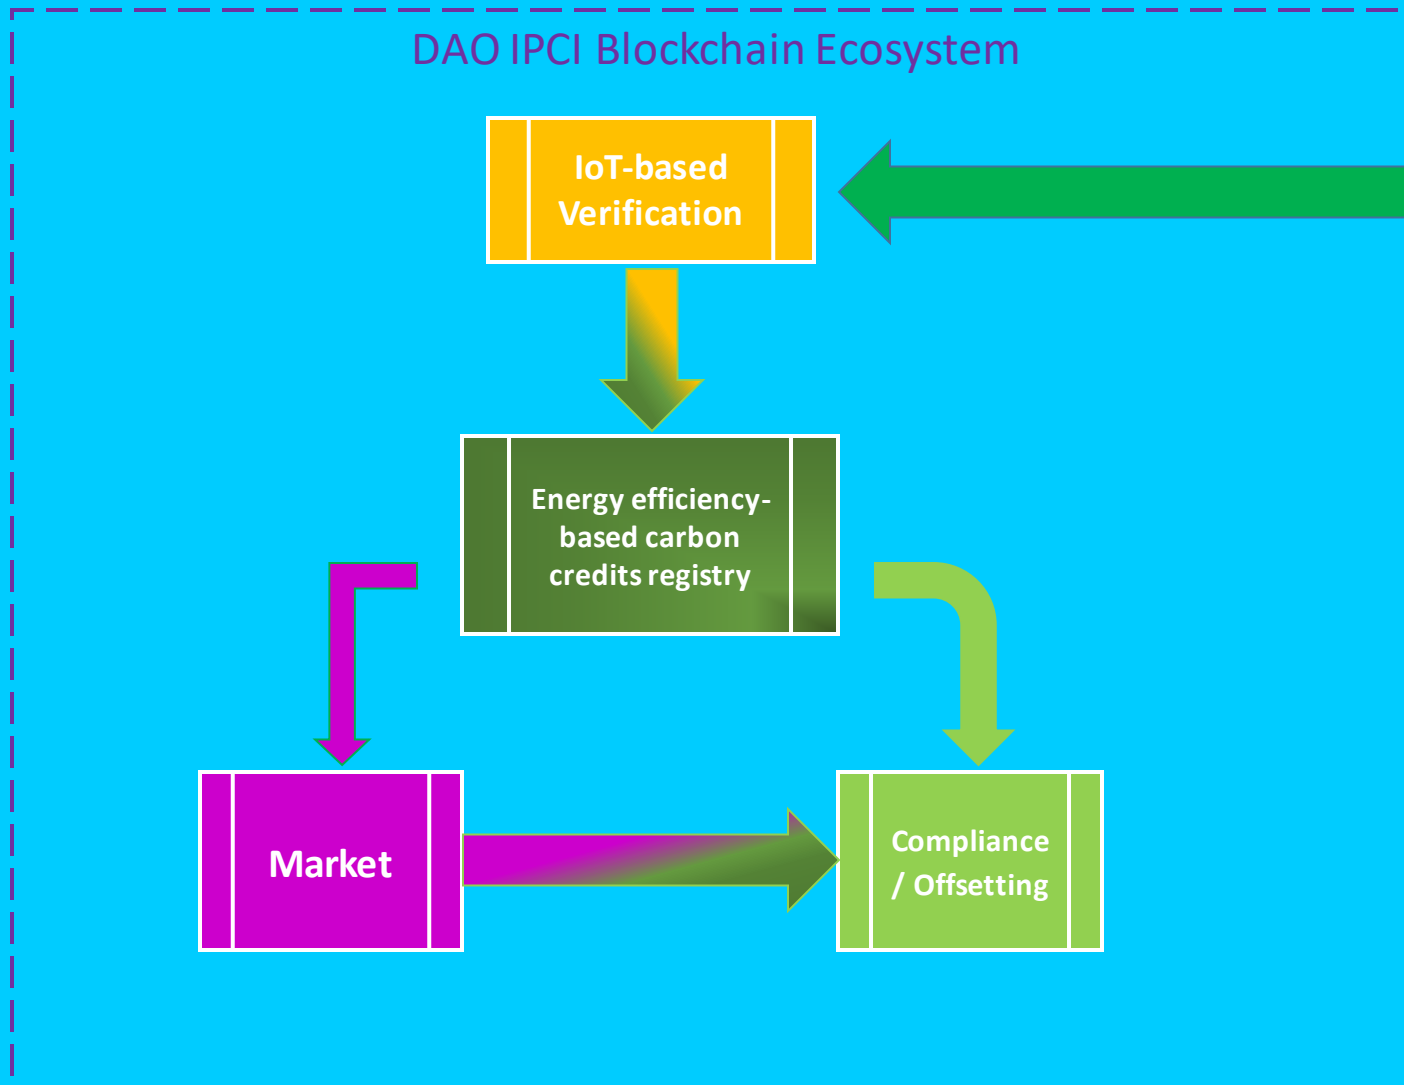 DAO IPCI Blockchain Ecosystem
IoT-based
Verification
Energy efficiency-
based carbon
credits registry
Market
Compliance
/ Offsetting